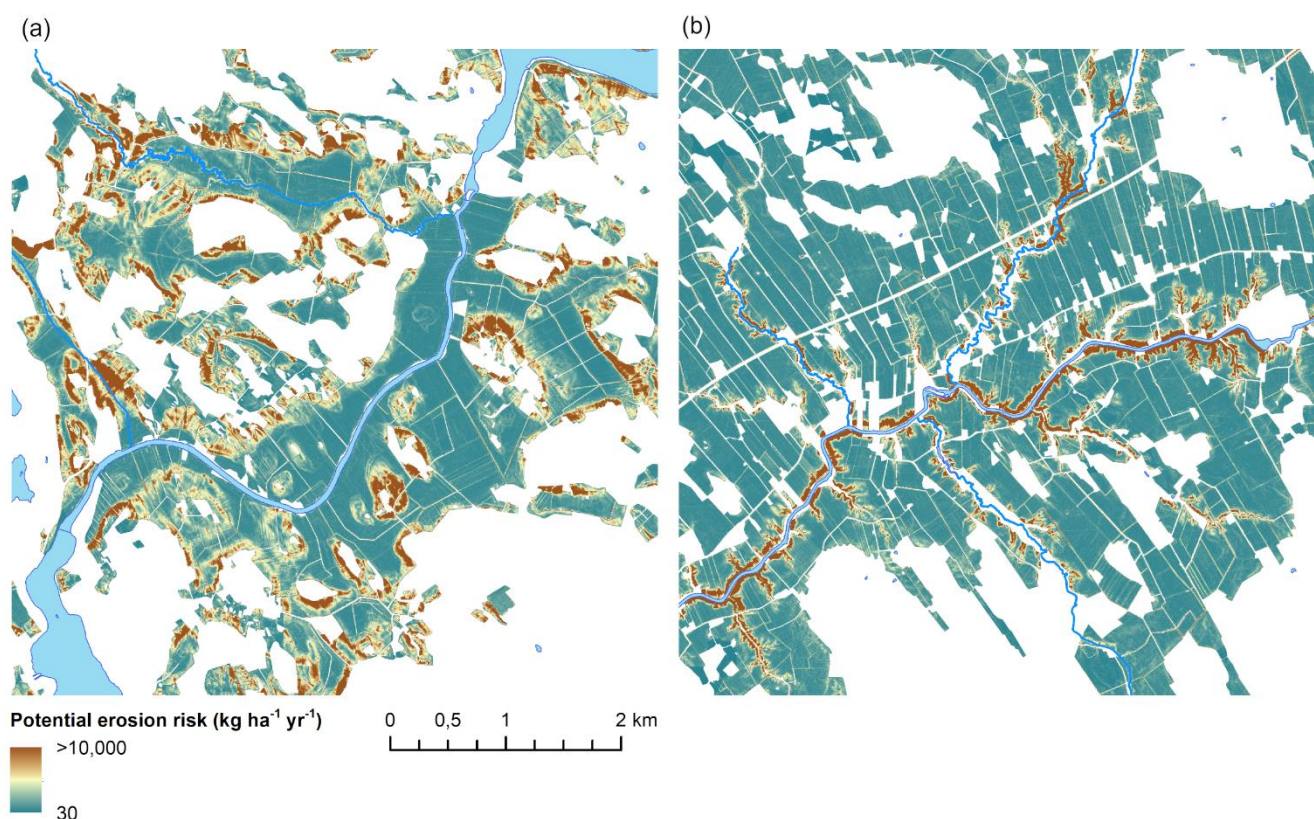 (a)
(b)
Potential erosion risk (kg ha⁻¹ yr⁻¹)
>10,000
30
0 0,5 1 2 km